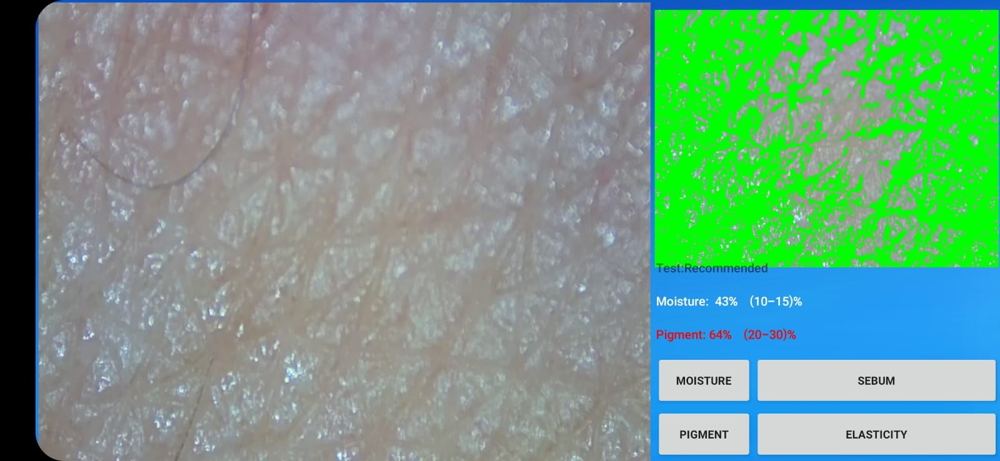 Test:Recommended
Moisture:  43%   (10–15)%
Pigment: 64%   (20–30)%
MOISTURE
SEBUM
PIGMENT
ELASTICITY